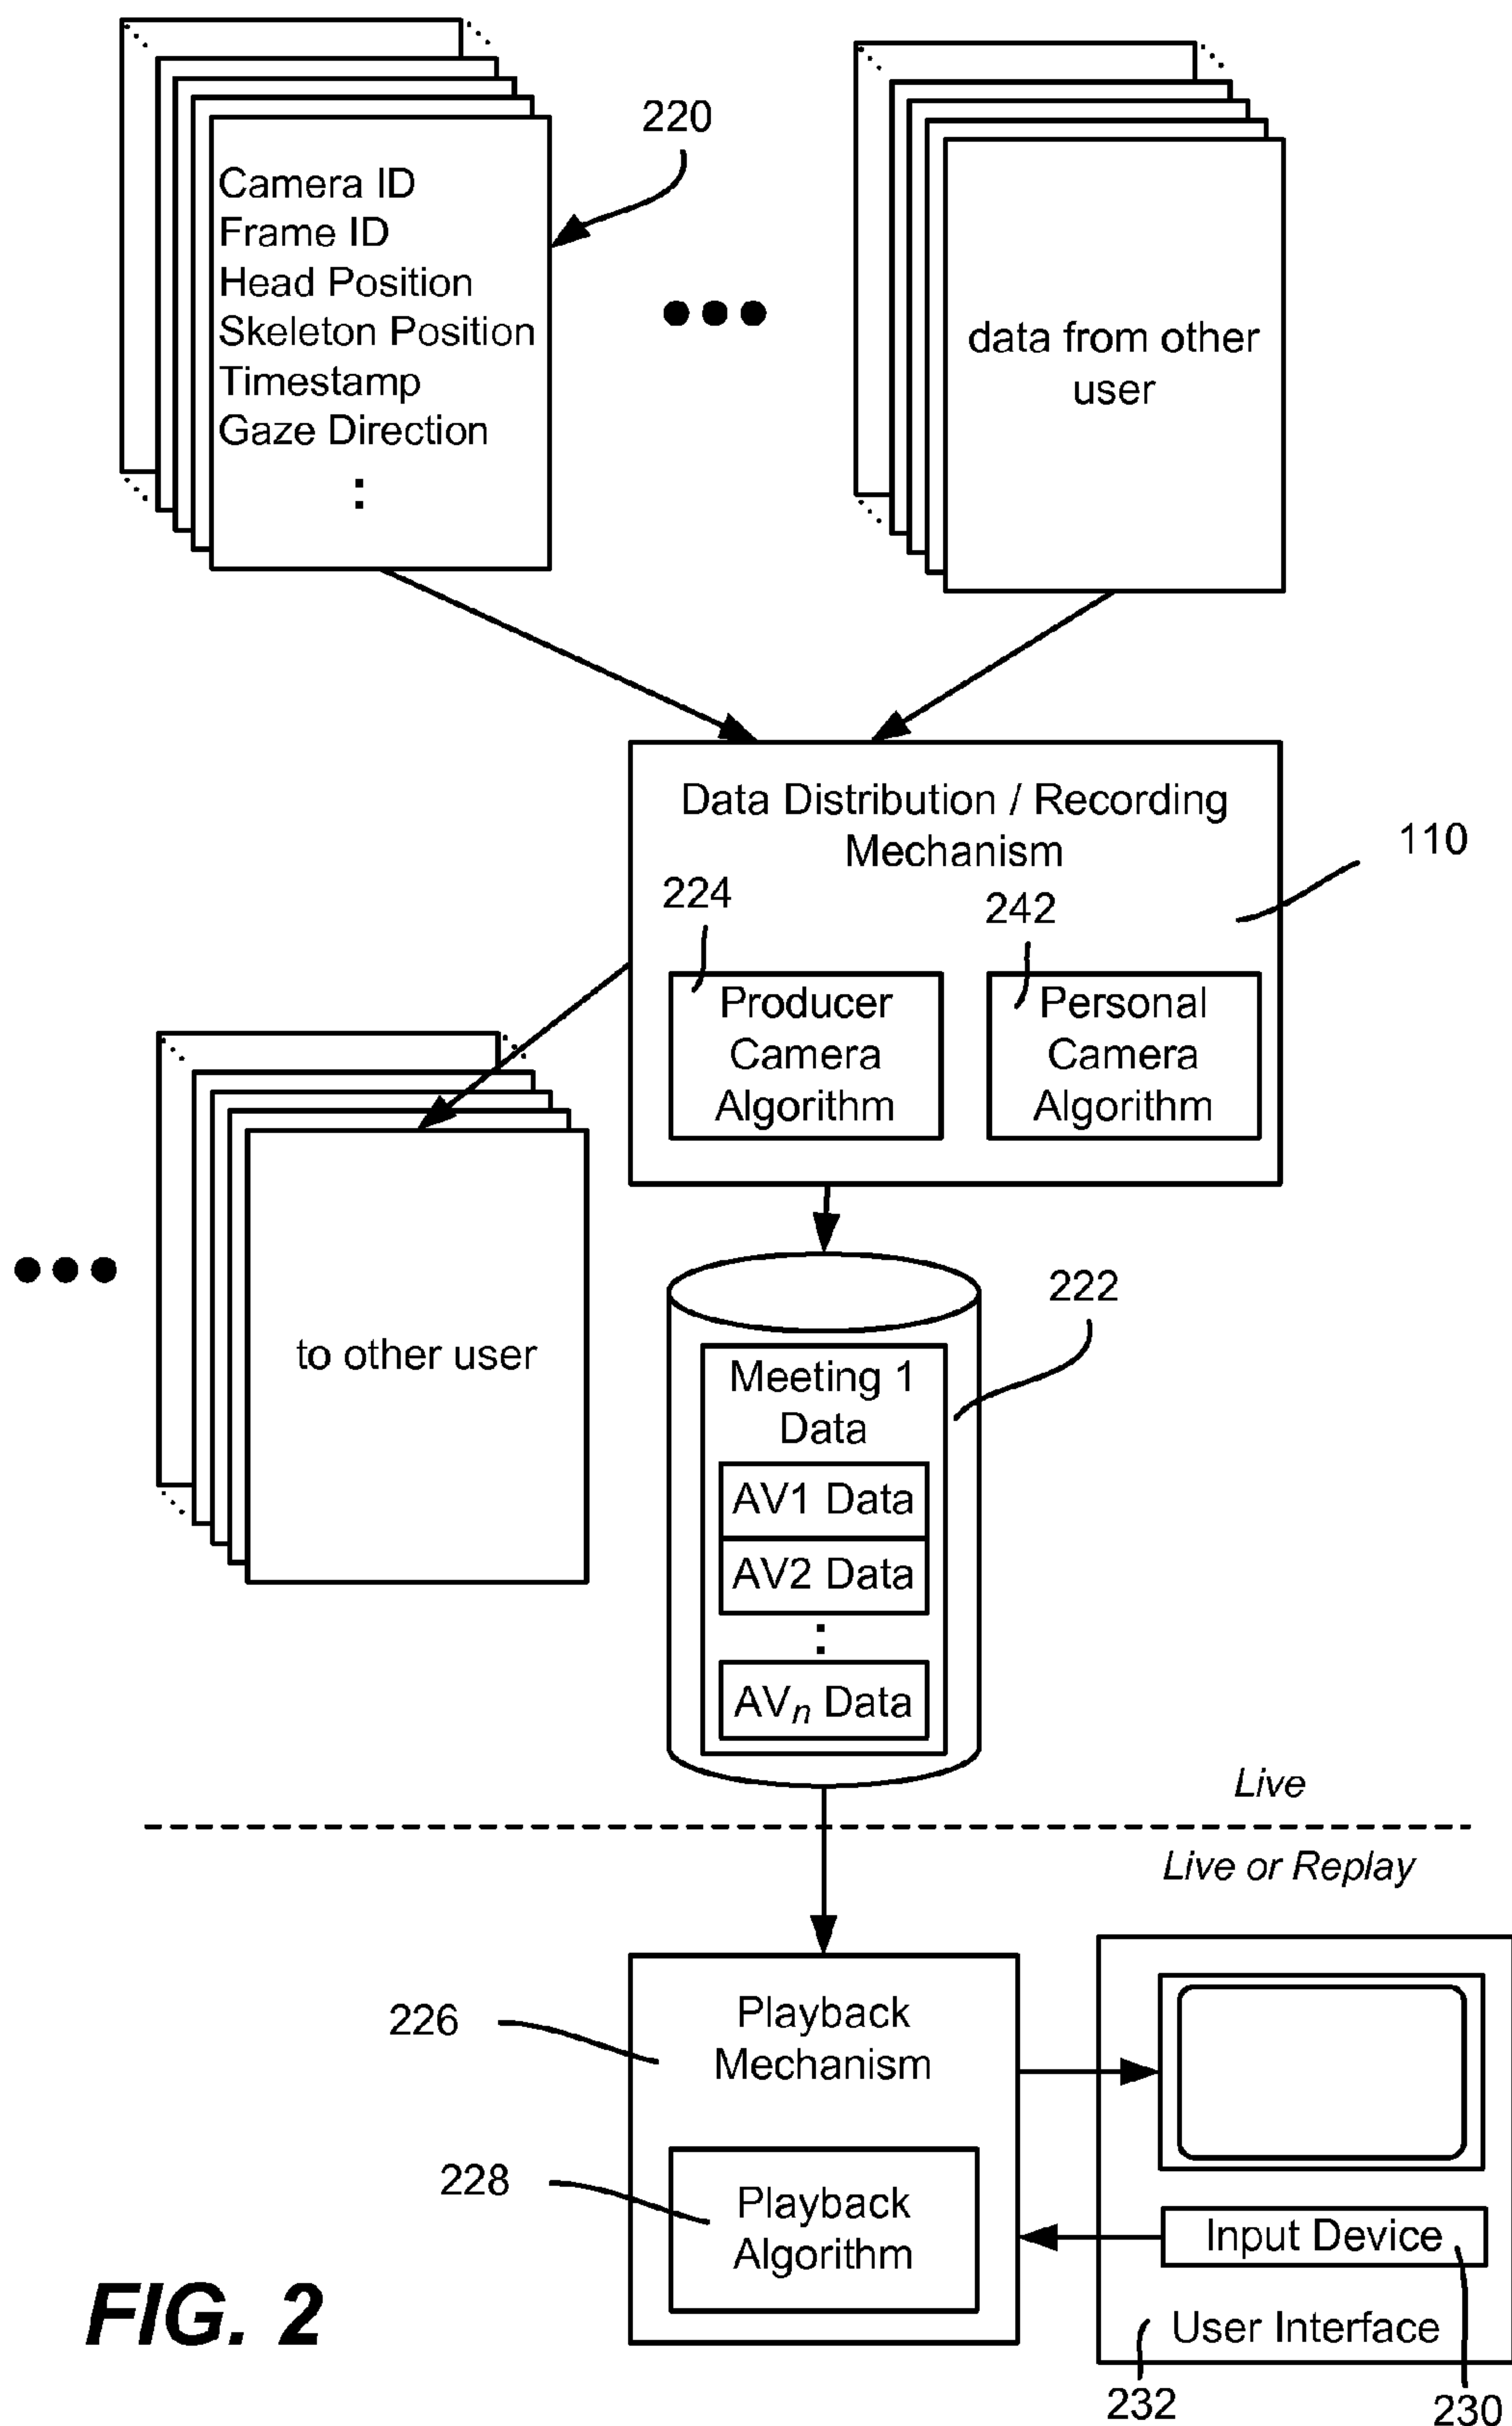 220
Camera ID
Frame ID
Head Position
Skeleton Position
Timestamp
Gaze Direction
:
data from other
user
Data Distribution / Recording
Mechanism
110
224
242
Producer
Camera
Algorithm
Personal
Camera
Algorithm
to other user
222
Meeting 1
Data
AV1 Data
AV2 Data
:
AVn Data
Live
Live or Replay
226
Playback
Mechanism
228
Playback
Algorithm
Input Device
User Interface
232
230
FIG. 2